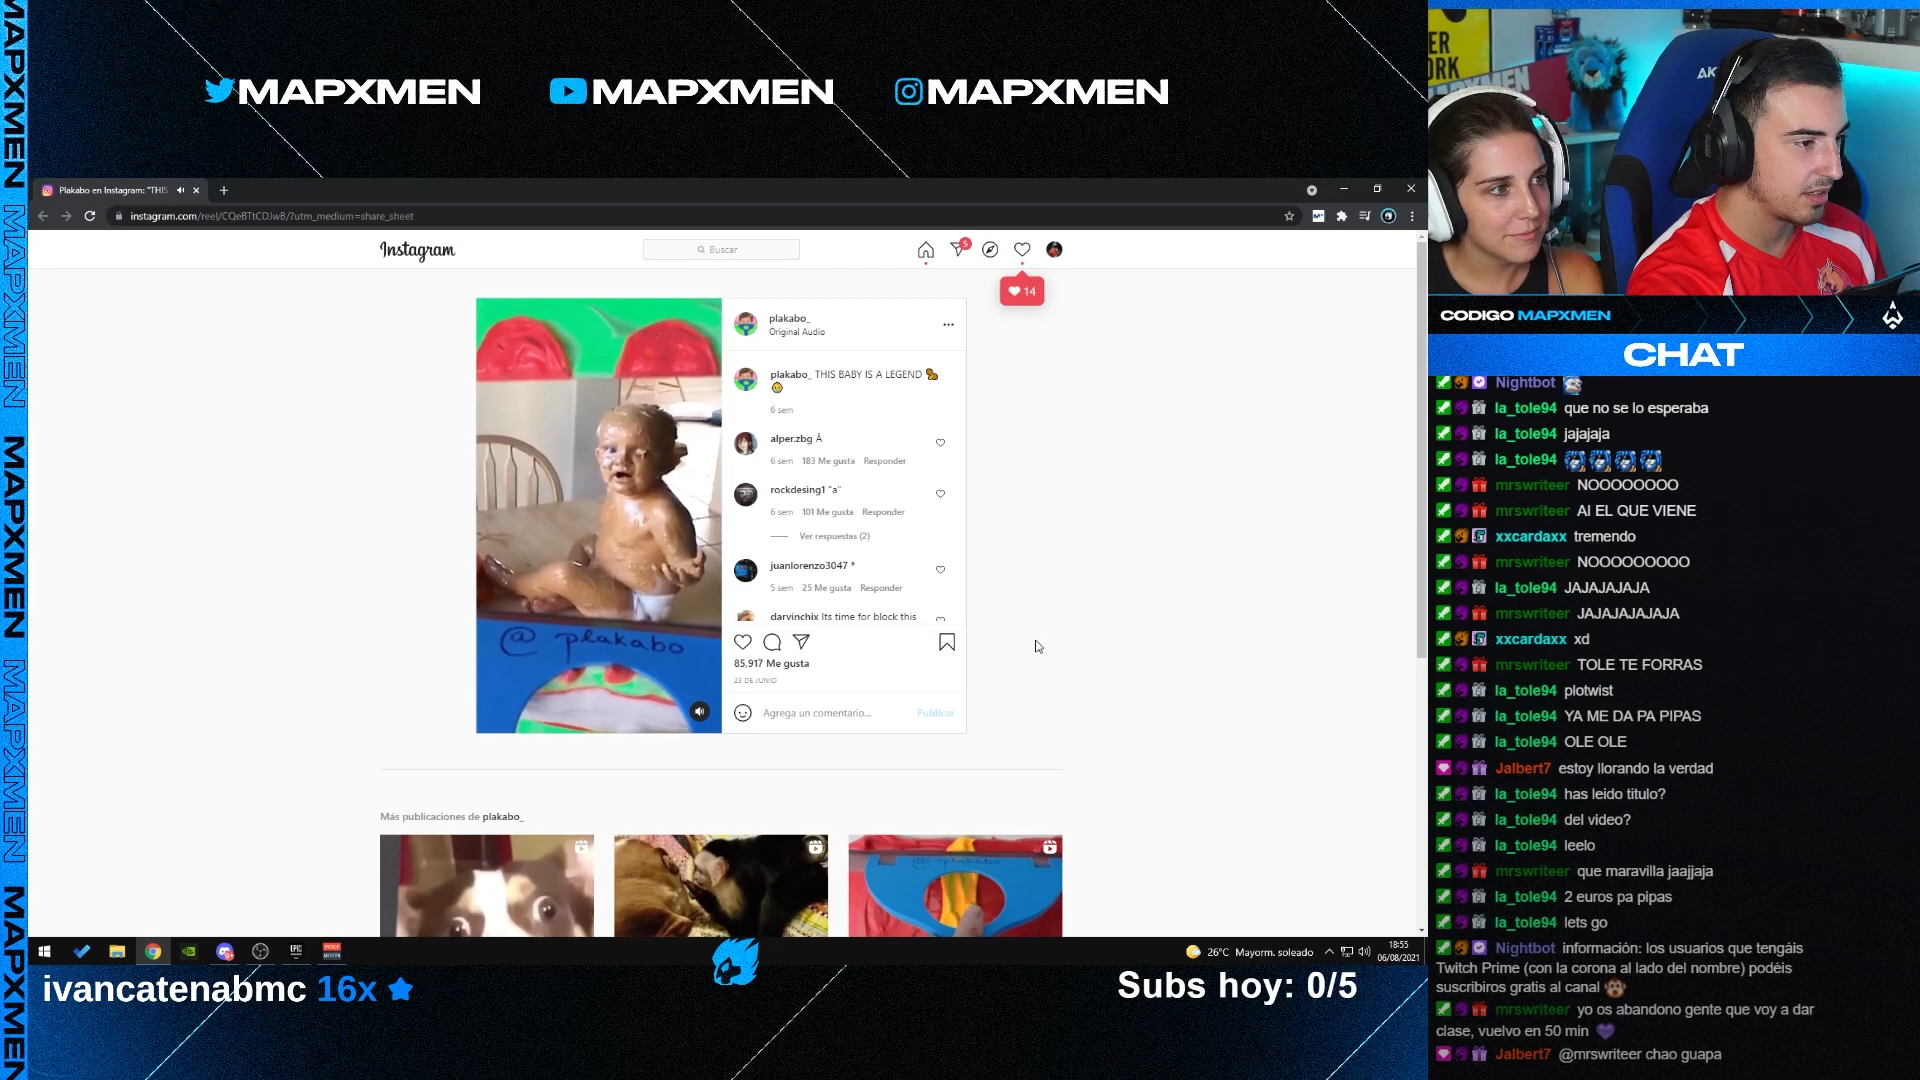 MAPXMEN MAPXMEN MAPXMEN
MAPXMEN
MAPXMEN
MAPXMEN
MAPXMEN
MAPXMEN
Plakabo en Instagram: "THIS
instagram.com/reel/CQeBTtCDJwB/?utm_medium=share_sheet
Instagram
Buscar
5
14
plakabo_
Original Audio
plakabo_ THIS BABY IS A LEGEND
6 sem
alper.zbg Å
6 sem 183 Me gusta Responder
rockdesing1 "a"
6 sem 101 Me gusta Responder
Ver respuestas (2)
juanlorenzo3047 *
5 sem 25 Me gusta Responder
darvinchix Its time for block this
@ plakabo
85.917 Me gusta
23 DE JUNIO
Agrega un comentario... Publicar
Más publicaciones de plakabo_
@ plakabo
26°C Mayorm. soleado
18:55
06/08/2021
ivancatenabmc 16x
Subs hoy: 0/5
AK
CODIGO MAPXMEN
CHAT
Nightbot
la_tole94 que no se lo esperaba
la_tole94 jajajaja
la_tole94
mrswriteer NOOOOOOOO
mrswriteer AI EL QUE VIENE
xxcardaxx tremendo
mrswriteer NOOOOOOOOO
la_tole94 JAJAJAJAJA
mrswriteer JAJAJAJAJAJA
xxcardaxx xd
mrswriteer TOLE TE FORRAS
la_tole94 plotwist
la_tole94 YA ME DA PA PIPAS
la_tole94 OLE OLE
Jalbert7 estoy llorando la verdad
la_tole94 has leido titulo?
la_tole94 del video?
la_tole94 leelo
mrswriteer que maravilla jaajjaja
la_tole94 2 euros pa pipas
la_tole94 lets go
Nightbot información: los usuarios que tengáis
Twitch Prime (con la corona al lado del nombre) podéis
suscribiros gratis al canal
mrswriteer yo os abandono gente que voy a dar
clase, vuelvo en 50 min
Jalbert7 @mrswriteer chao guapa